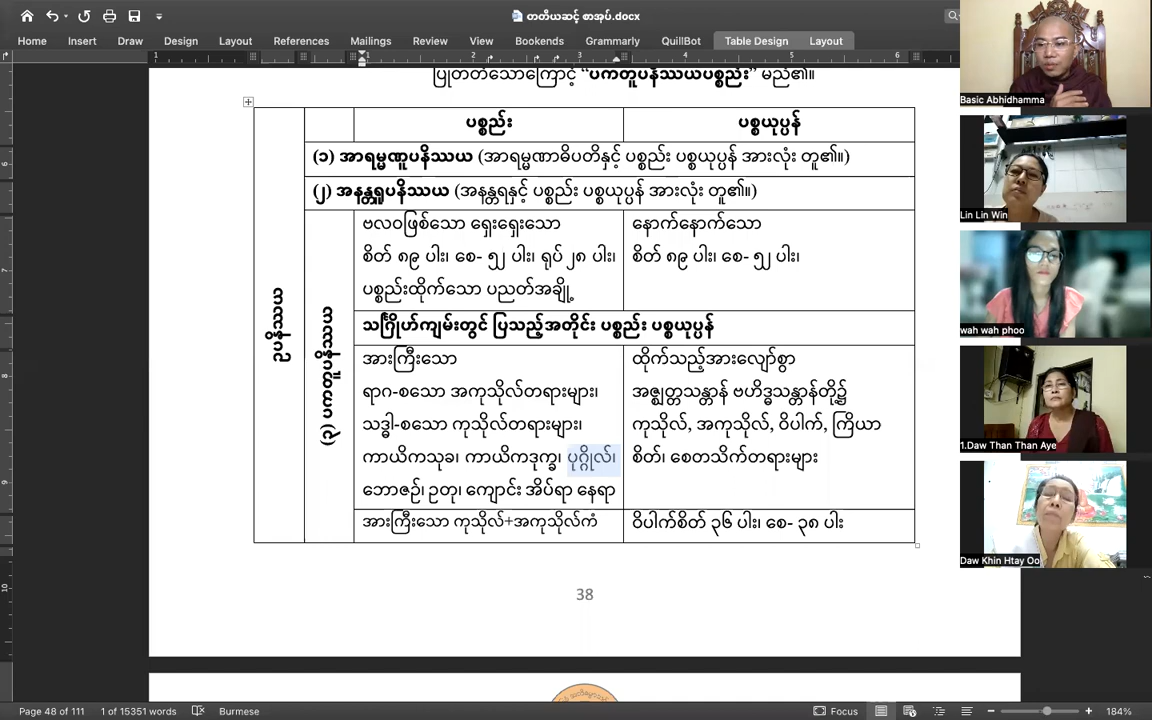 တတိယဆင့် စာအုပ်.docx
Home Insert Draw Design Layout References Mailings Review View Bookends Grammarly QuillBot Table Design Layout
ပြုတတ်သောကြောင့် “ပကတူပနိဿယပစ္စည်း” မည်၏။
ပစ္စည်း ပစ္စယုပ္ပန်
(၁) အာရမ္မဏူပနိဿယ (အာရမ္မဏာဓိပတိနှင့် ပစ္စည်း ပစ္စယုပ္ပန် အားလုံး တူ၏။)
(၂) အနန္တရူပနိဿယ (အနန္တရနှင့် ပစ္စည်း ပစ္စယုပ္ပန် အားလုံး တူ၏။)
ဥပနိဿယ
(၃) ပကတူပနိဿယ
ဗလဝဖြစ်သော ရှေးရှေးသော နောက်နောက်သော
စိတ် ၈၉ ပါး၊ စေ- ၅၂ ပါး၊ ရုပ် ၂၈ ပါး၊ စိတ် ၈၉ ပါး၊ စေ- ၅၂ ပါး၊
ပစ္စည်းထိုက်သော ပညတ်အချို့
သင်္ဂြိုဟ်ကျမ်းတွင် ပြသည့်အတိုင်း ပစ္စည်း ပစ္စယုပ္ပန်
အားကြီးသော ထိုက်သည့်အားလျော်စွာ
ရာဂ-စသော အကုသိုလ်တရားများ၊ အဇ္ဈတ္တသန္တာန် ဗဟိဒ္ဓသန္တာန်တို့၌
သဒ္ဓါ-စသော ကုသိုလ်တရားများ၊ ကုသိုလ်, အကုသိုလ်, ဝိပါက်, ကြိယာ
ကာယိကသုခ၊ ကာယိကဒုက္ခ၊ ပုဂ္ဂိုလ်၊ စိတ်၊ စေတသိက်တရားများ
ဘောဇဉ်၊ ဥတု၊ ကျောင်း အိပ်ရာ နေရာ
အားကြီးသော ကုသိုလ်+အကုသိုလ်ကံ ဝိပါက်စိတ် ၃၆ ပါး၊ စေ- ၃၈ ပါး
38
Basic Abhidhamma
Lin Lin Win
wah wah phoo
1.Daw Than Than Aye
Daw Khin Htay Oo
Page 48 of 111 1 of 15351 words Burmese Focus 184%